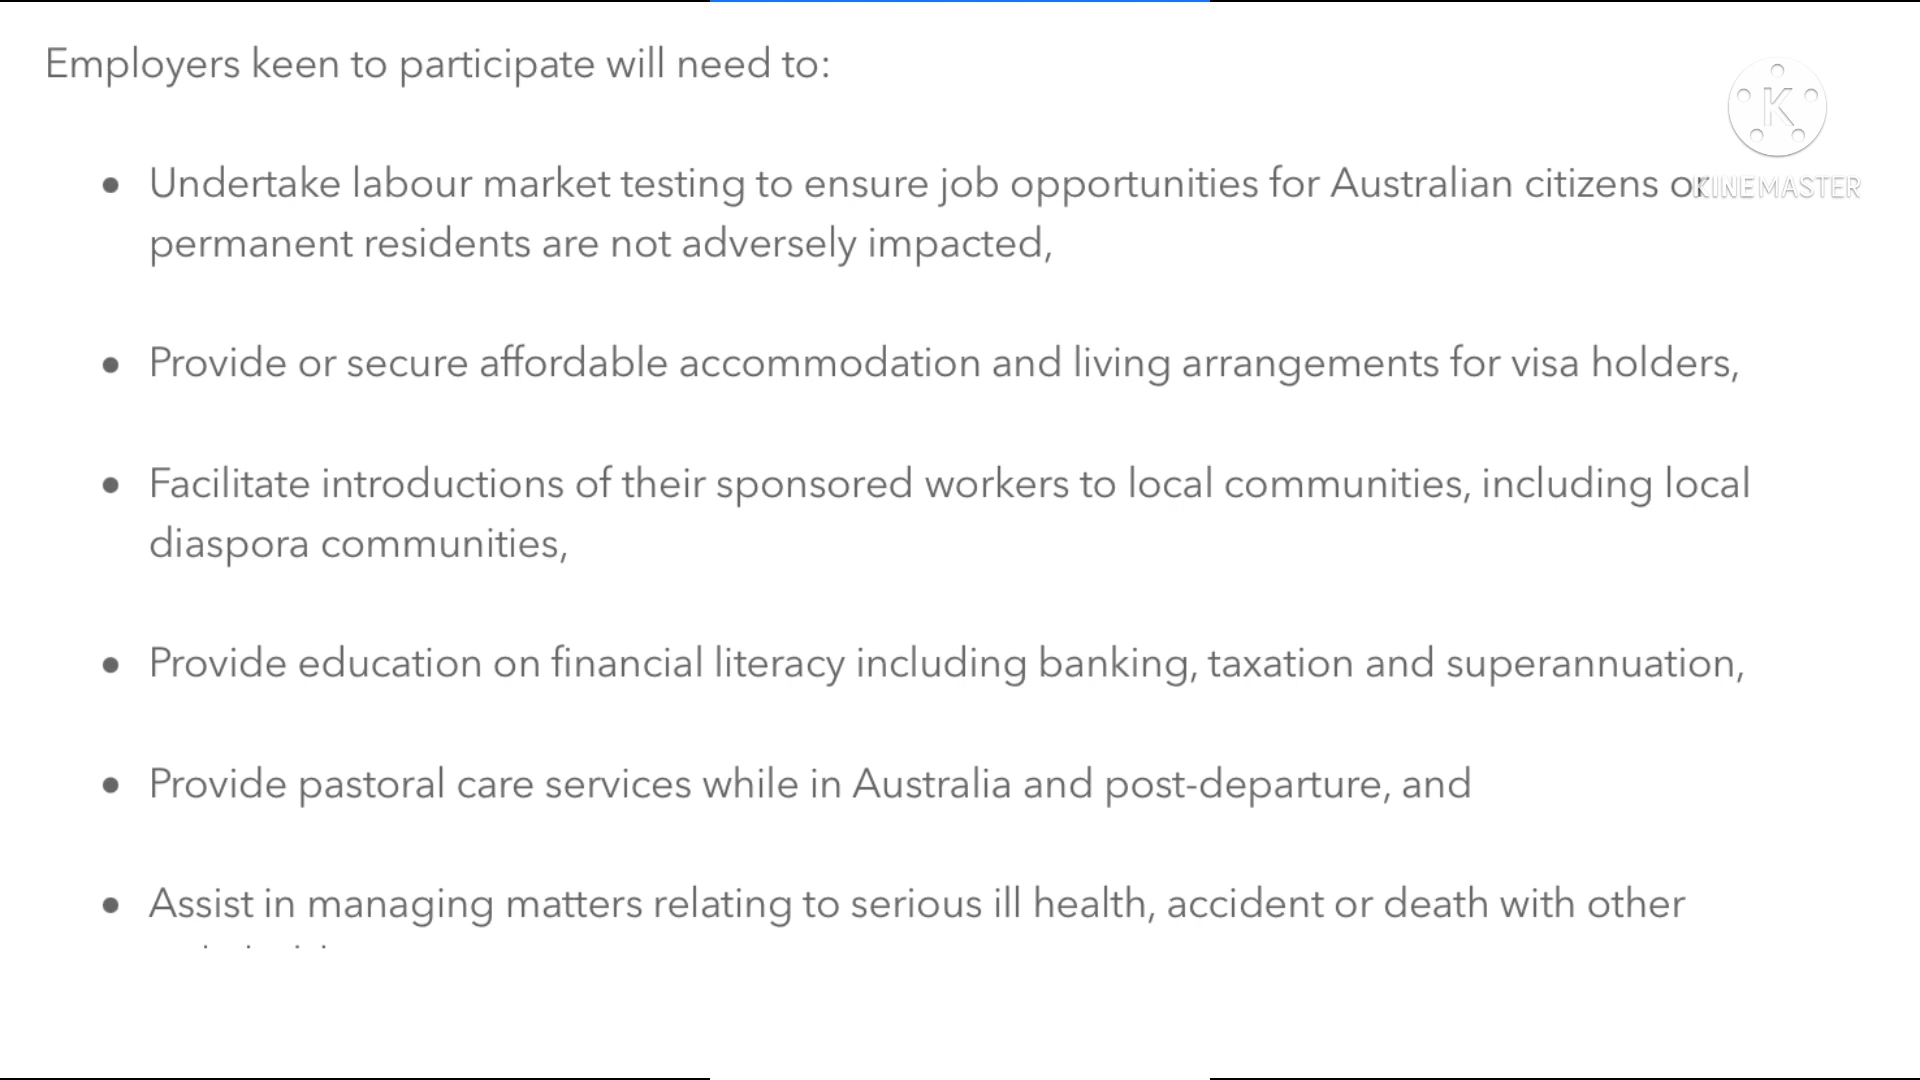 Employers keen to participate will need to:
K
KINEMASTER
• Undertake labour market testing to ensure job opportunities for Australian citizens or
permanent residents are not adversely impacted,
• Provide or secure affordable accommodation and living arrangements for visa holders,
• Facilitate introductions of their sponsored workers to local communities, including local
diaspora communities,
• Provide education on financial literacy including banking, taxation and superannuation,
• Provide pastoral care services while in Australia and post-departure, and
• Assist in managing matters relating to serious ill health, accident or death with other